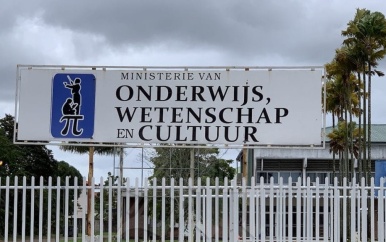 MINISTERIE VAN
ONDERWIJS,
WETENSCHAP
EN CULTUUR